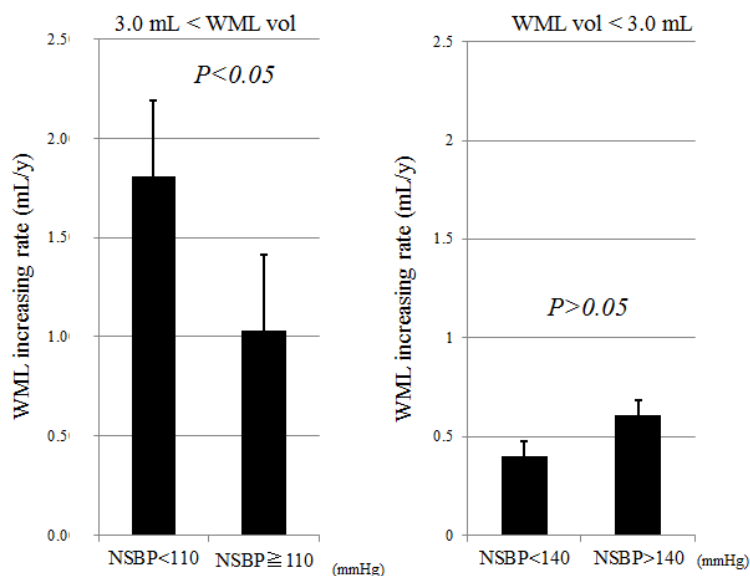 3.0 mL < WML vol
P<0.05
WML increasing rate (mL/y)
2.5
2.0
1.5
1.0
0.5
0.0
NSBP<110
NSBP≧110
(mmHg)
WML vol < 3.0 mL
P>0.05
WML increasing rate (mL/y)
2.5
2
1.5
1
0.5
0
NSBP<140
NSBP>140
(mmHg)